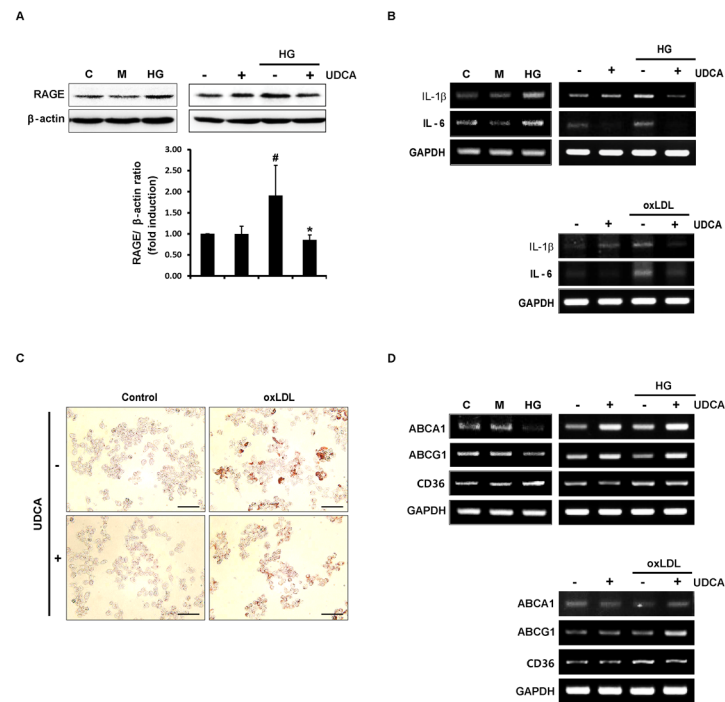 A
HG
C M HG - + - + UDCA
RAGE
β-actin
3.00
2.50
2.00
1.50
1.00
0.50
0.00
RAGE/ β-actin ratio
(fold induction)
#
*
B
HG
C M HG - + - + UDCA
IL-1β
IL - 6
GAPDH
oxLDL
- + - + UDCA
IL-1β
IL - 6
GAPDH
C
Control oxLDL
UDCA
-
+
D
HG
C M HG - + - + UDCA
ABCA1
ABCG1
CD36
GAPDH
oxLDL
- + - + UDCA
ABCA1
ABCG1
CD36
GAPDH